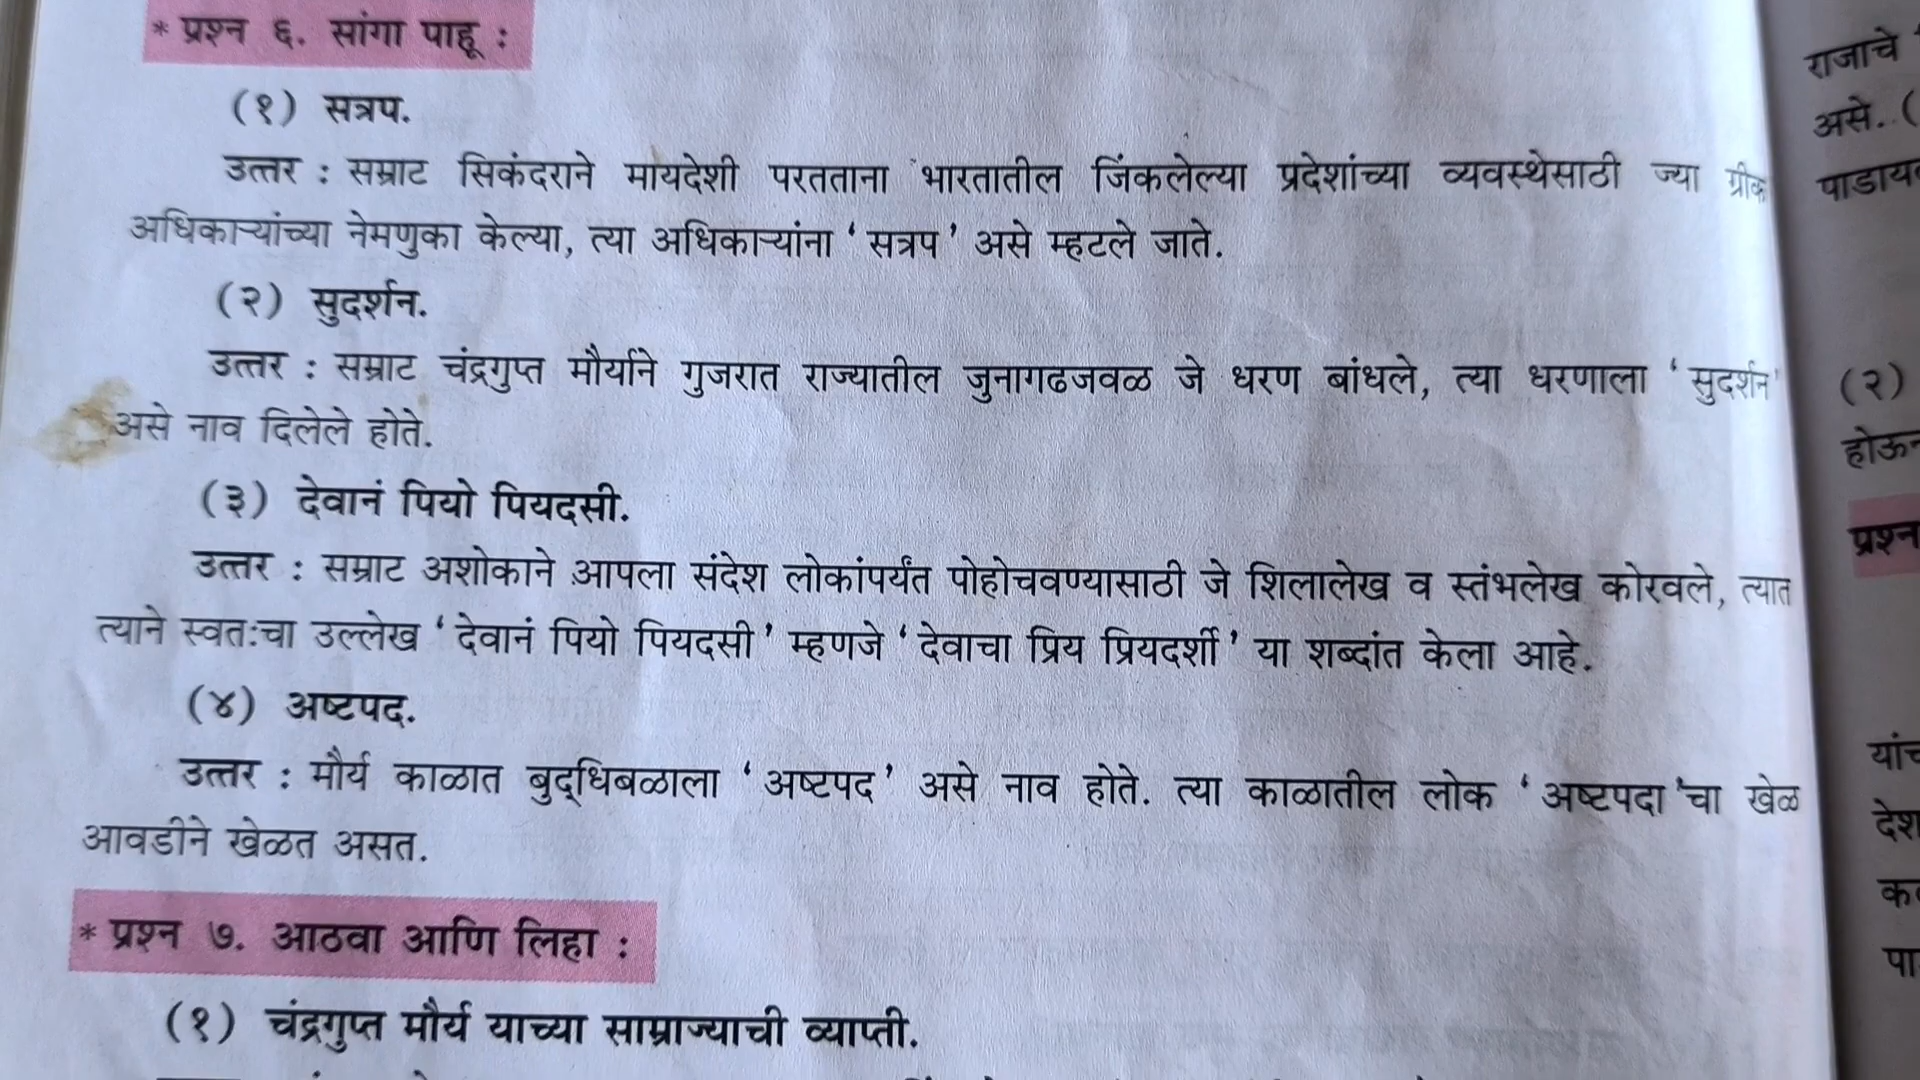 * प्रश्न ६. सांगा पाहू :
(१) सत्रप.
उत्तर : सम्राट सिकंदराने मायदेशी परतताना भारतातील जिंकलेल्या प्रदेशांच्या व्यवस्थेसाठी ज्या ग्रीक
अधिकाऱ्यांच्या नेमणुका केल्या, त्या अधिकाऱ्यांना ‘सत्रप’ असे म्हटले जाते.
(२) सुदर्शन.
उत्तर : सम्राट चंद्रगुप्त मौर्याने गुजरात राज्यातील जुनागढजवळ जे धरण बांधले, त्या धरणाला ‘सुदर्शन’
असे नाव दिलेले होते.
(३) देवानं पियो पियदसी.
उत्तर : सम्राट अशोकाने आपला संदेश लोकांपर्यंत पोहोचवण्यासाठी जे शिलालेख व स्तंभलेख कोरवले, त्यात
त्याने स्वतःचा उल्लेख ‘देवानं पियो पियदसी’ म्हणजे ‘देवाचा प्रिय प्रियदर्शी’ या शब्दांत केला आहे.
(४) अष्टपद.
उत्तर : मौर्य काळात बुद्‌धिबळाला ‘अष्टपद’ असे नाव होते. त्या काळातील लोक ‘अष्टपदा’चा खेळ
आवडीने खेळत असत.
* प्रश्न ७. आठवा आणि लिहा :
(१) चंद्रगुप्त मौर्य याच्या साम्राज्याची व्याप्ती.
राजाचे
असे. (
(२)
प्रश्न